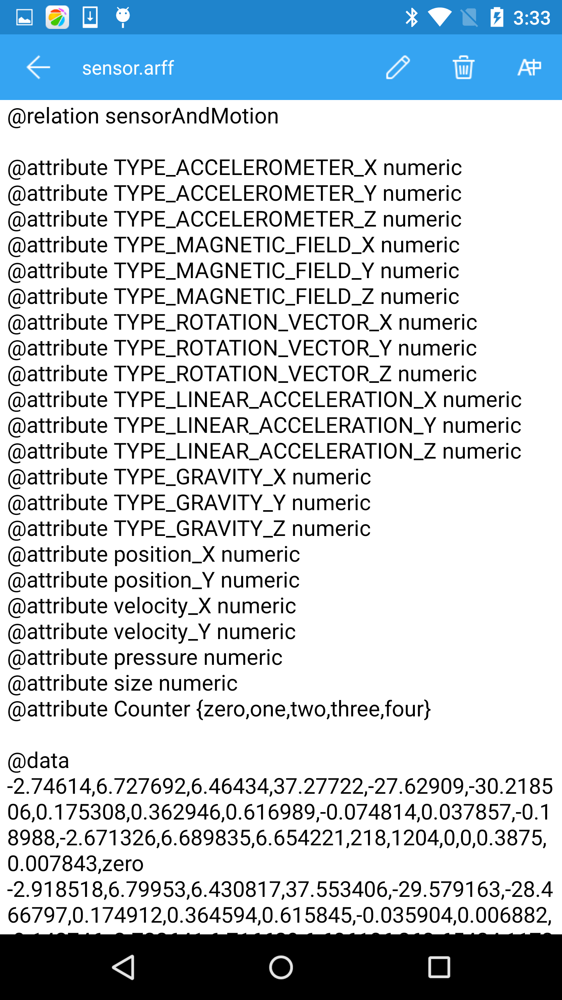 3:33
sensor.arff
@relation sensorAndMotion
@attribute TYPE_ACCELEROMETER_X numeric
@attribute TYPE_ACCELEROMETER_Y numeric
@attribute TYPE_ACCELEROMETER_Z numeric
@attribute TYPE_MAGNETIC_FIELD_X numeric
@attribute TYPE_MAGNETIC_FIELD_Y numeric
@attribute TYPE_MAGNETIC_FIELD_Z numeric
@attribute TYPE_ROTATION_VECTOR_X numeric
@attribute TYPE_ROTATION_VECTOR_Y numeric
@attribute TYPE_ROTATION_VECTOR_Z numeric
@attribute TYPE_LINEAR_ACCELERATION_X numeric
@attribute TYPE_LINEAR_ACCELERATION_Y numeric
@attribute TYPE_LINEAR_ACCELERATION_Z numeric
@attribute TYPE_GRAVITY_X numeric
@attribute TYPE_GRAVITY_Y numeric
@attribute TYPE_GRAVITY_Z numeric
@attribute position_X numeric
@attribute position_Y numeric
@attribute velocity_X numeric
@attribute velocity_Y numeric
@attribute pressure numeric
@attribute size numeric
@attribute Counter {zero,one,two,three,four}
@data
-2.74614,6.727692,6.46434,37.27722,-27.62909,-30.2185
06,0.175308,0.362946,0.616989,-0.074814,0.037857,-0.1
8988,-2.671326,6.689835,6.654221,218,1204,0,0,0.3875,
0.007843,zero
-2.918518,6.79953,6.430817,37.553406,-29.579163,-28.4
66797,0.174912,0.364594,0.615845,-0.035904,0.006882,